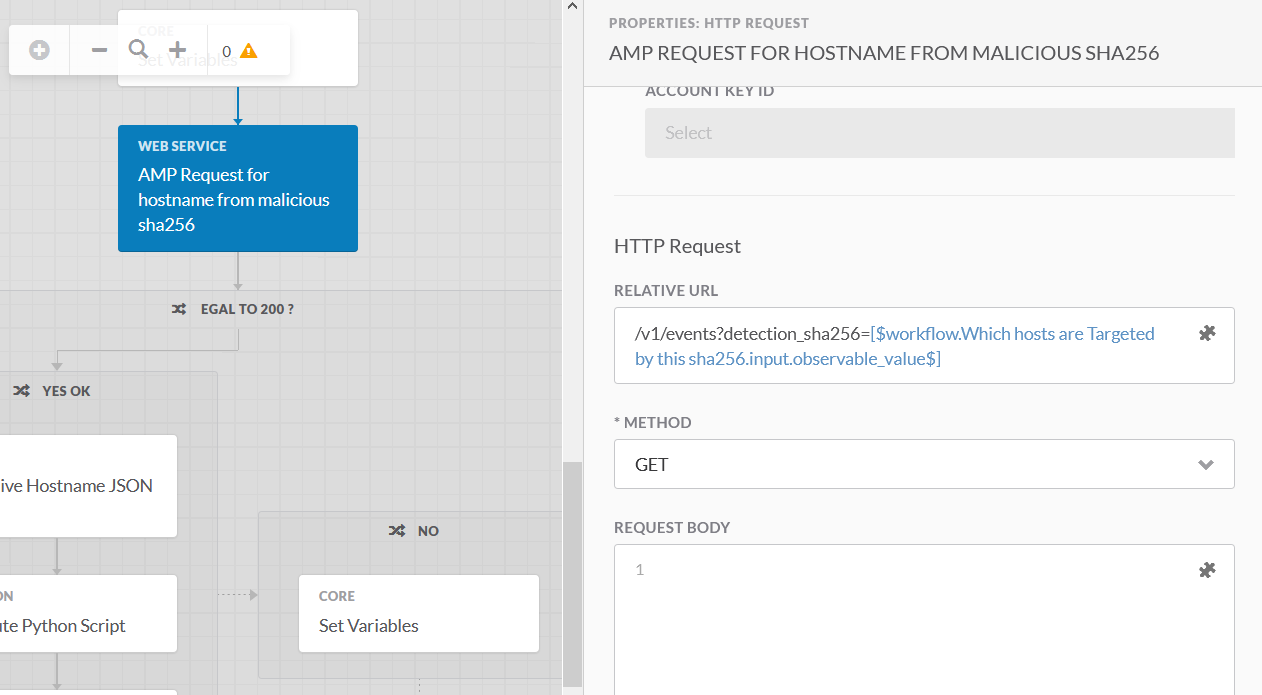 CORE
Set Variables
0
WEB SERVICE
AMP Request for
hostname from malicious
sha256
EGAL TO 200 ?
YES OK
ive Hostname JSON
ON
ute Python Script
NO
CORE
Set Variables
PROPERTIES: HTTP REQUEST
AMP REQUEST FOR HOSTNAME FROM MALICIOUS SHA256
ACCOUNT KEY ID
Select
HTTP Request
RELATIVE URL
/v1/events?detection_sha256=[$workflow.Which hosts are Targeted
by this sha256.input.observable_value$]
* METHOD
GET
REQUEST BODY
1